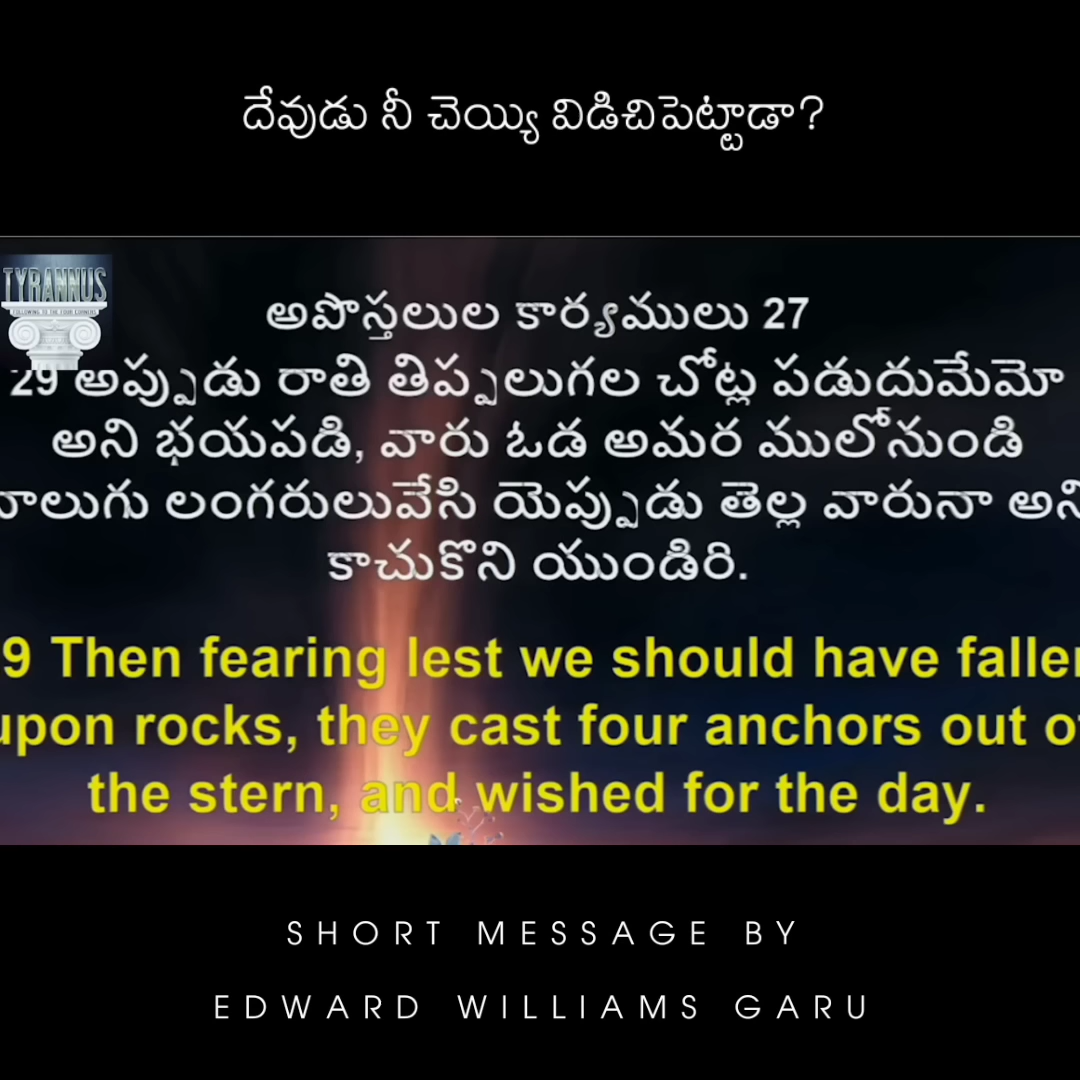 దేవుడు నీ చెయ్యి విడిచిపెట్టాడా?
TYRANNUS
అపొస్తలుల కార్యములు 27
29 అప్పుడు రాతి తిప్పలుగల చోట్ల పడుదుమేమో
అని భయపడి, వారు ఓడ అమర ములోనుండి
నాలుగు లంగరులువేసి యెప్పుడు తెల్ల వారునా అని
కాచుకొని యుండిరి.
9 Then fearing lest we should have fallen
upon rocks, they cast four anchors out of
the stern, and wished for the day.
SHORT MESSAGE BY
EDWARD WILLIAMS GARU